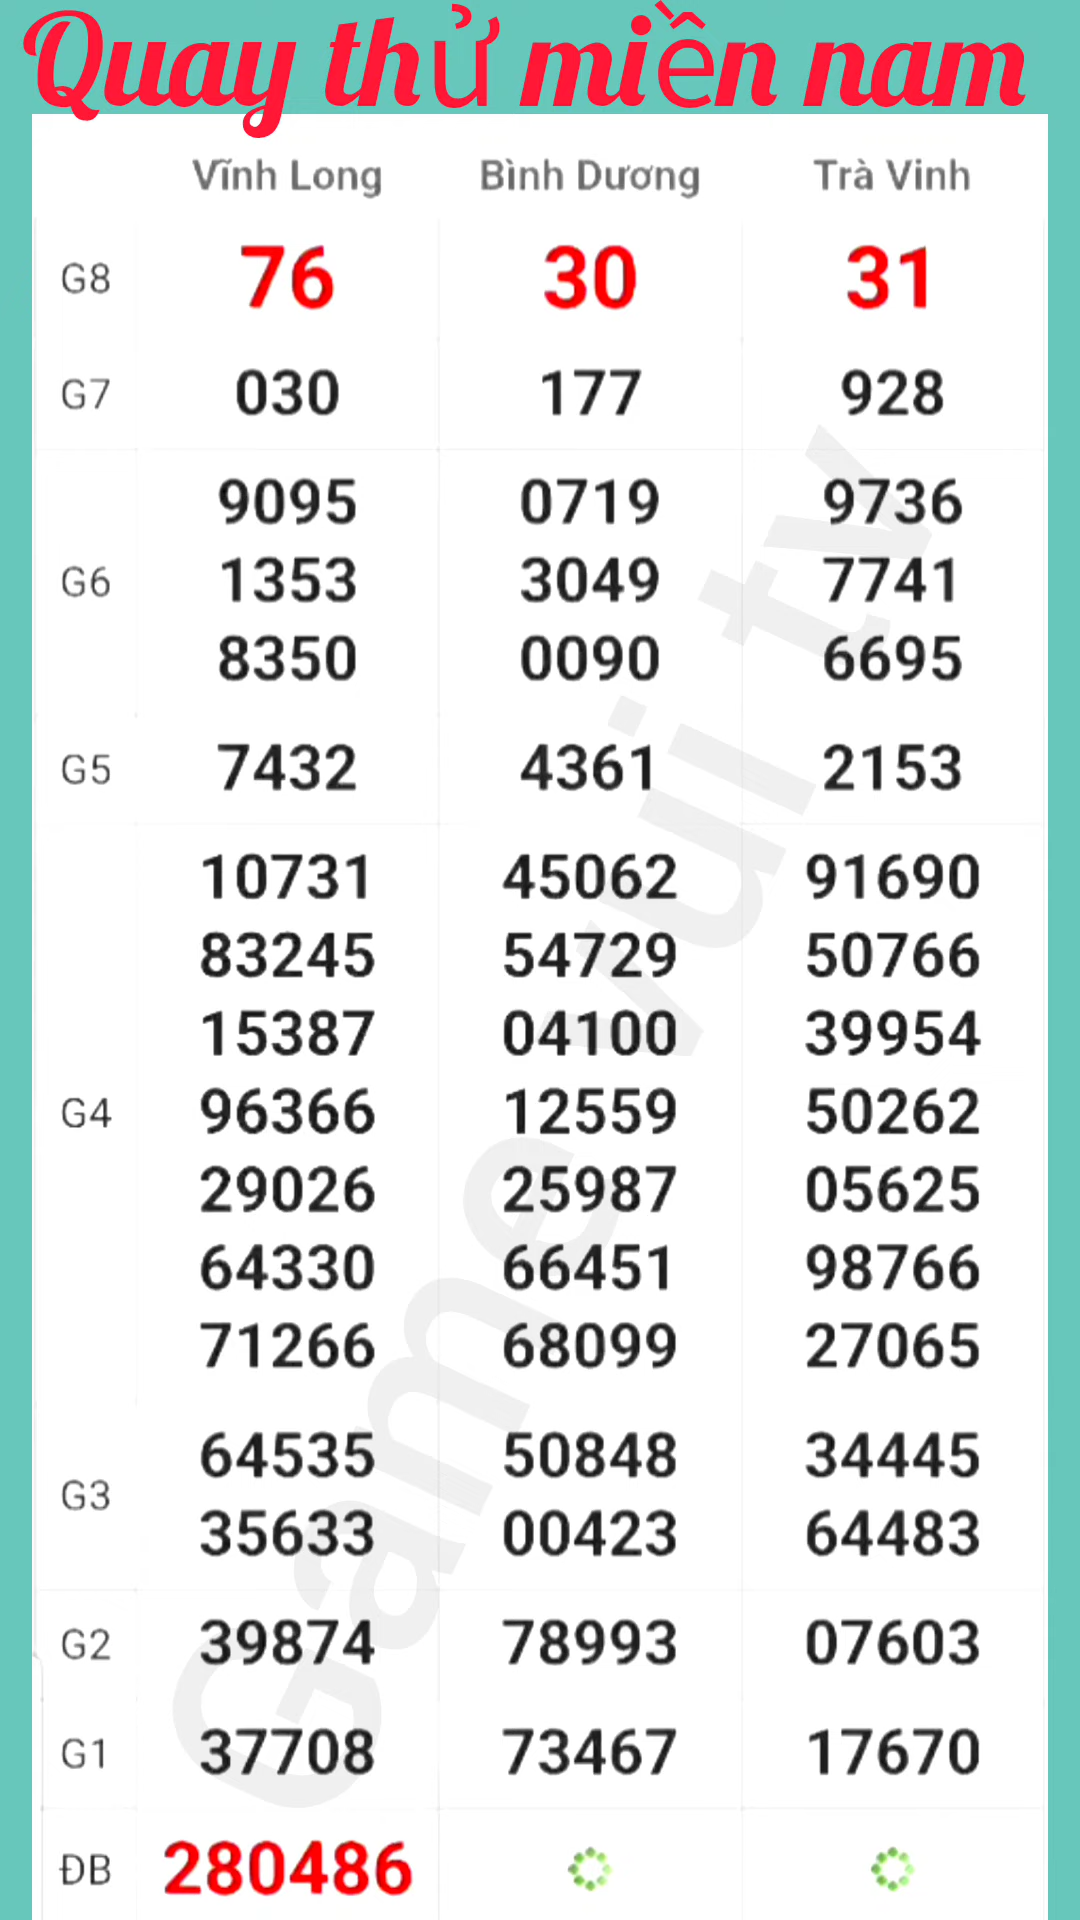 Quay thử miền nam
Vĩnh Long Bình Dương Trà Vinh
G8 76 30 31
G7 030 177 928
9095 0719 9736
G6 1353 3049 7741
8350 0090 6695
G5 7432 4361 2153
10731 45062 91690
83245 54729 50766
15387 04100 39954
G4 96366 12559 50262
29026 25987 05625
64330 66451 98766
71266 68099 27065
64535 50848 34445
G3
35633 00423 64483
G2 39874 78993 07603
G1 37708 73467 17670
ĐB 280486
Game vui tv